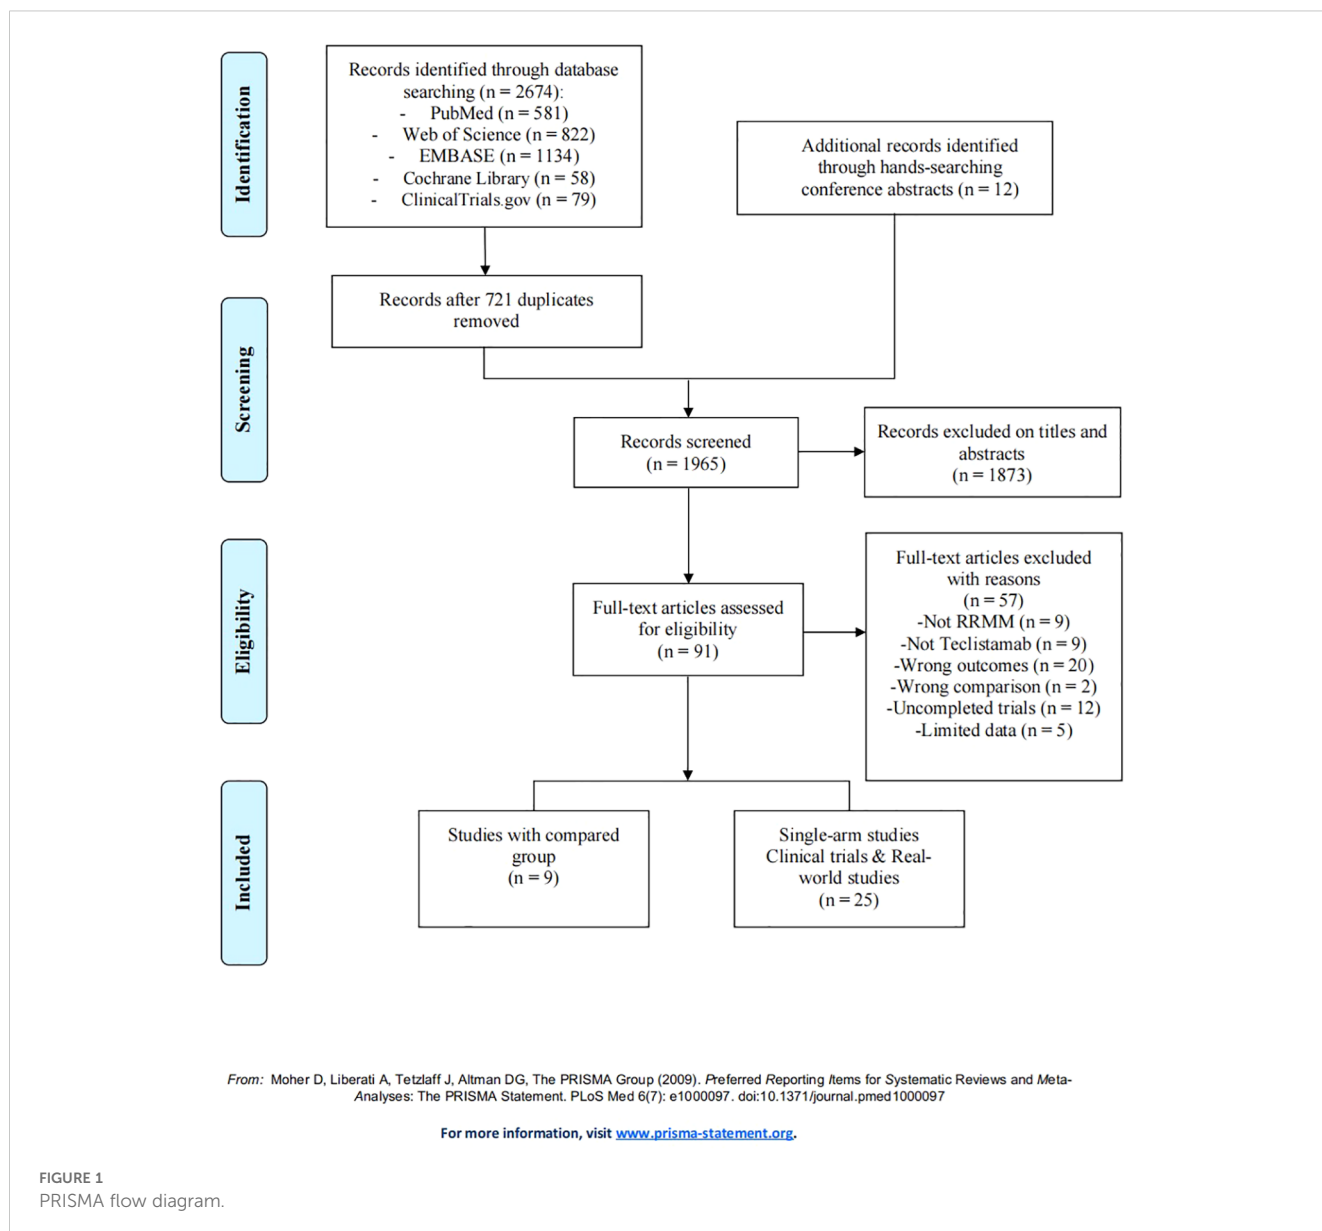 Identification
Records identified through database
searching (n = 2674):
- PubMed (n = 581)
- Web of Science (n = 822)
- EMBASE (n = 1134)
- Cochrane Library (n = 58)
- ClinicalTrials.gov (n = 79)
Additional records identified
through hands-searching
conference abstracts (n = 12)
Screening
Records after 721 duplicates
removed
Records screened
(n = 1965)
Records excluded on titles and
abstracts
(n = 1873)
Eligibility
Full-text articles assessed
for eligibility
(n = 91)
Full-text articles excluded
with reasons
(n = 57)
-Not RRMM (n = 9)
-Not Teclistamab (n = 9)
-Wrong outcomes (n = 20)
-Wrong comparison (n = 2)
-Uncompleted trials (n = 12)
-Limited data (n = 5)
Included
Studies with compared
group
(n = 9)
Single-arm studies
Clinical trials & Real-
world studies
(n = 25)
From: Moher D, Liberati A, Tetzlaff J, Altman DG, The PRISMA Group (2009). Preferred Reporting Items for Systematic Reviews and Meta-
Analyses: The PRISMA Statement. PLoS Med 6(7): e1000097. doi:10.1371/journal.pmed1000097
For more information, visit www.prisma-statement.org.
FIGURE 1
PRISMA flow diagram.